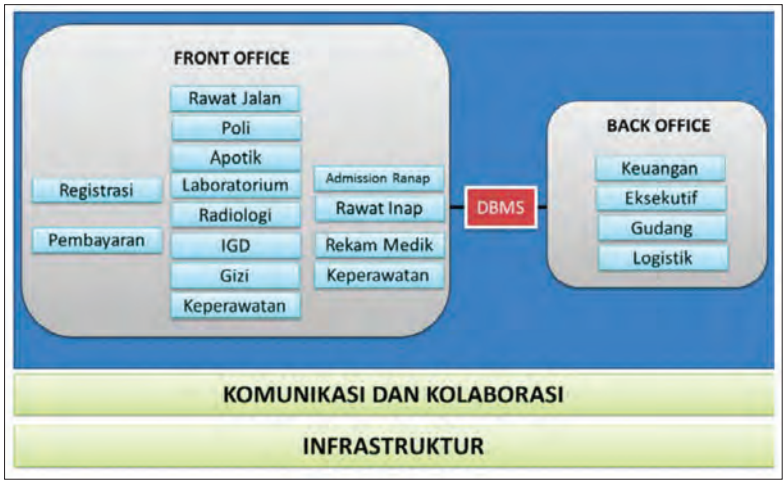 FRONT OFFICE
Registrasi
Pembayaran
Rawat Jalan
Poli
Apotik
Laboratorium
Radiologi
IGD
Gizi
Keperawatan
Admission Ranap
Rawat Inap
Rekam Medik
Keperawatan
DBMS
BACK OFFICE
Keuangan
Eksekutif
Gudang
Logistik
KOMUNIKASI DAN KOLABORASI
INFRASTRUKTUR